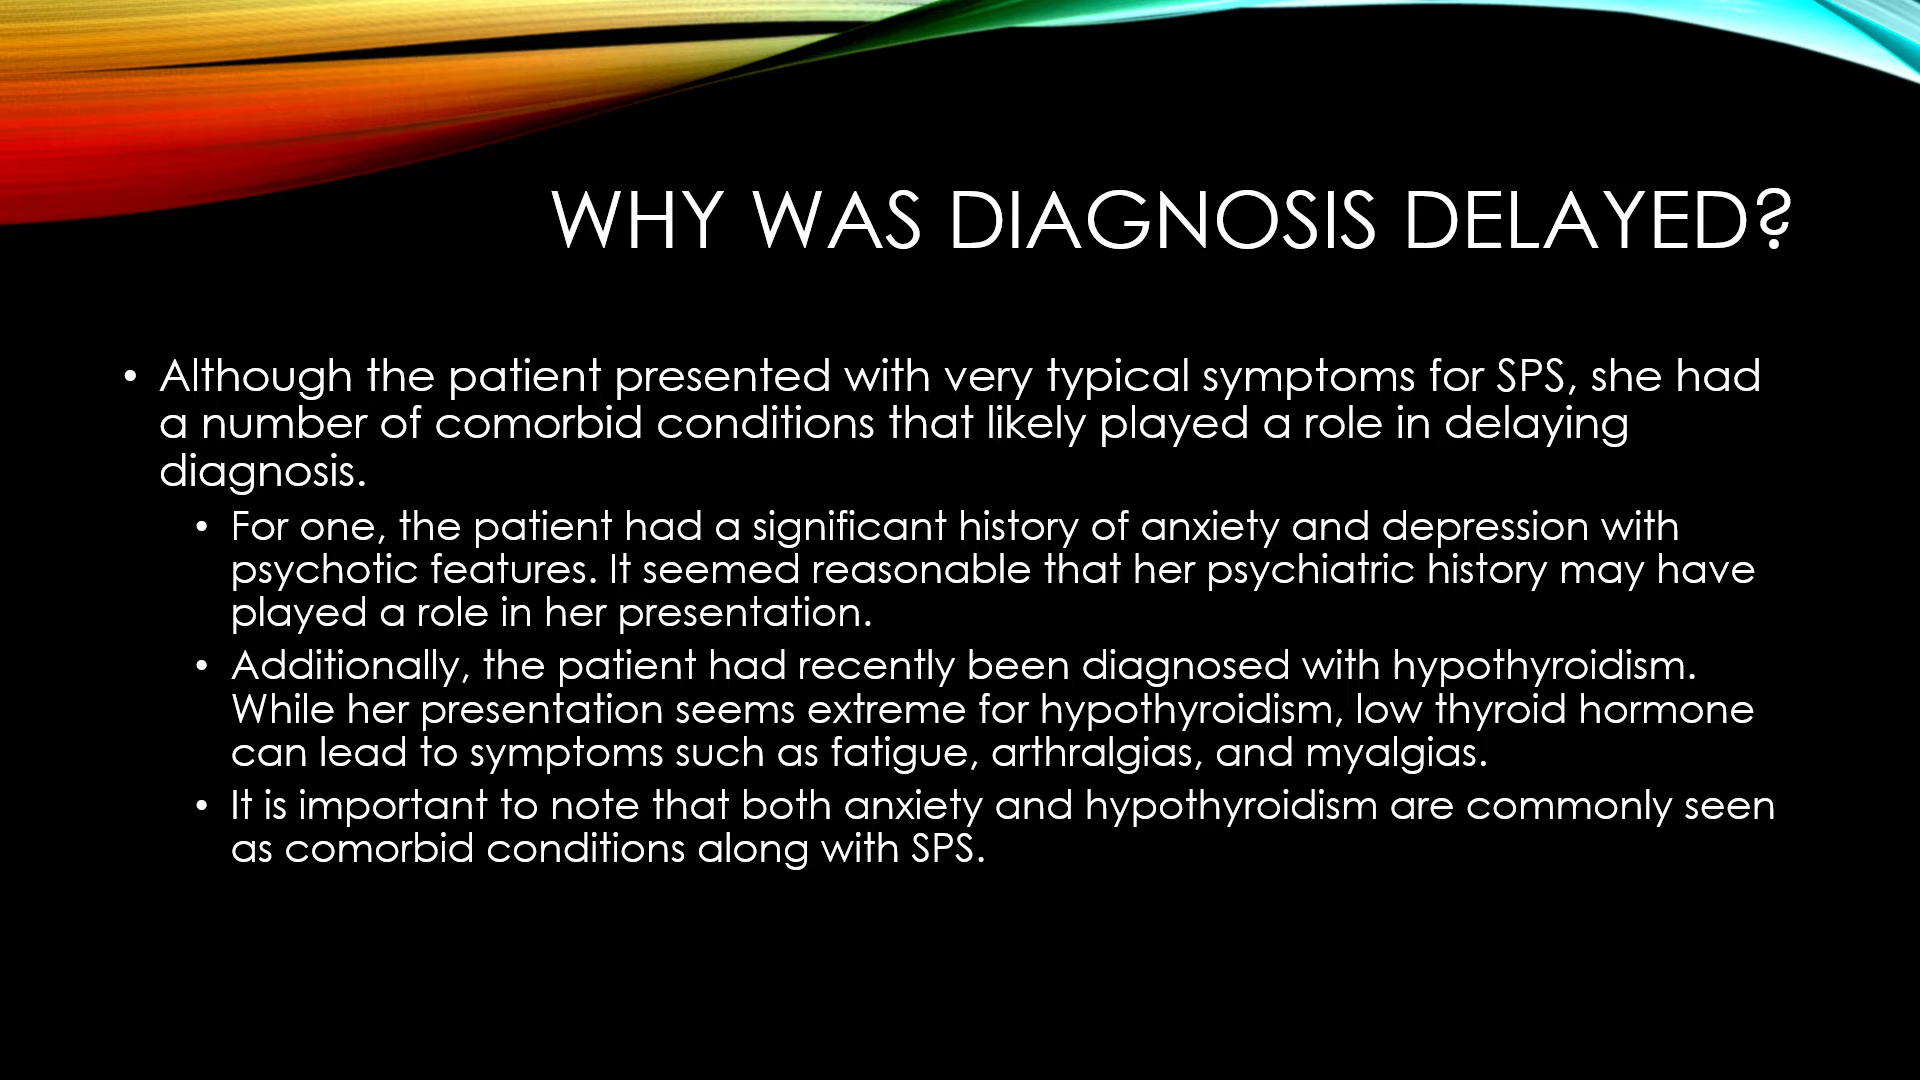 WHY WAS DIAGNOSIS DELAYED?
• Although the patient presented with very typical symptoms for SPS, she had
a number of comorbid conditions that likely played a role in delaying
diagnosis.
• For one, the patient had a significant history of anxiety and depression with
psychotic features. It seemed reasonable that her psychiatric history may have
played a role in her presentation.
• Additionally, the patient had recently been diagnosed with hypothyroidism.
While her presentation seems extreme for hypothyroidism, low thyroid hormone
can lead to symptoms such as fatigue, arthralgias, and myalgias.
• It is important to note that both anxiety and hypothyroidism are commonly seen
as comorbid conditions along with SPS.